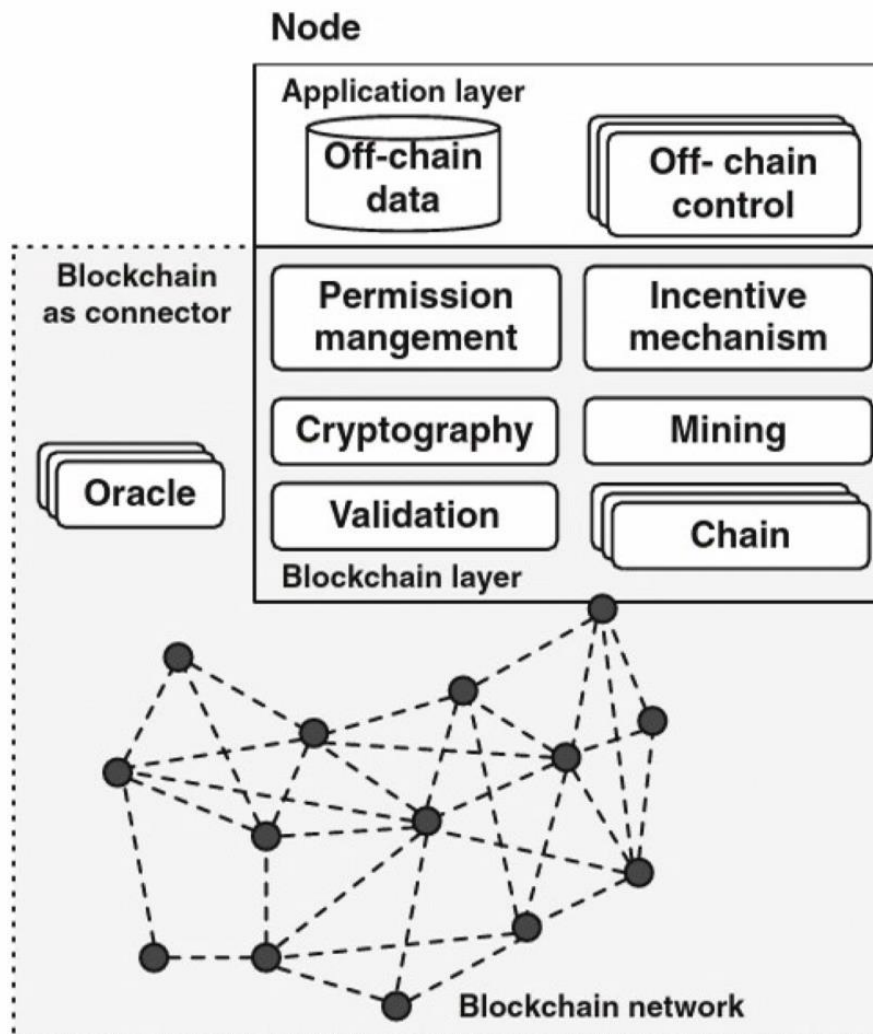 Node
Application layer
Off-chain
data
Off- chain
control
Blockchain
as connector
Permission
mangement
Incentive
mechanism
Cryptography
Mining
Oracle
Validation
Chain
Blockchain layer
Blockchain network